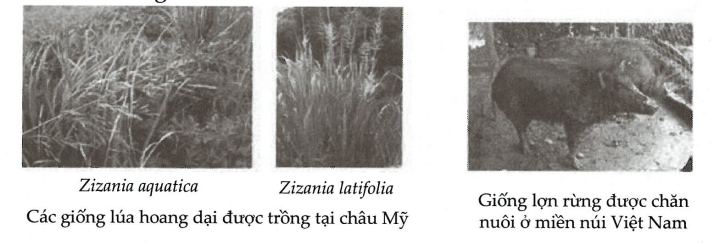 Zizania aquatica
Zizania latifolia
Các giống lúa hoang dại được trồng tại châu Mỹ
Giống lợn rừng được chăn
nuôi ở miền núi Việt Nam